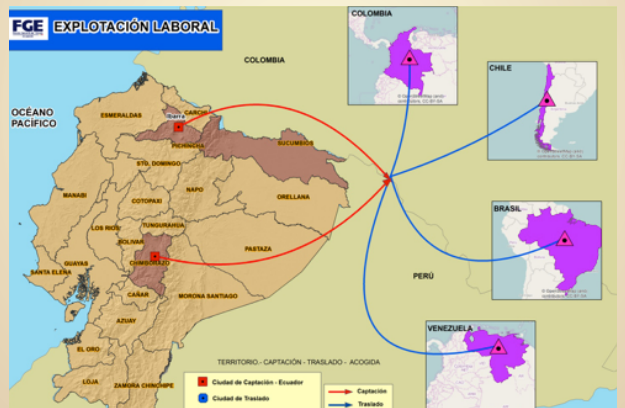 FGE
EXPLOTACIÓN LABORAL
COLOMBIA
CHILE
BRASIL
VENEZUELA
COLOMBIA
OCÉANO
PACÍFICO
ESMERALDAS
CARCHI
Ibarra
PICHINCHA
SUCUMBIOS
STO. DOMINGO
NAPO
ORELLANA
MANABI
COTOPAXI
LOS RIOS
TUNGURAHUA
BOLIVAR
PASTAZA
GUAYAS
CHIMBORAZO
SANTA ELENA
CAÑAR
MORONA SANTIAGO
AZUAY
EL ORO
LOJA
ZAMORA CHINCHIPE
PERÚ
TERRITORIO.- CAPTACIÓN - TRASLADO - ACOGIDA
Ciudad de Captación - Ecuador
Ciudad de Traslado
Captación
Traslado